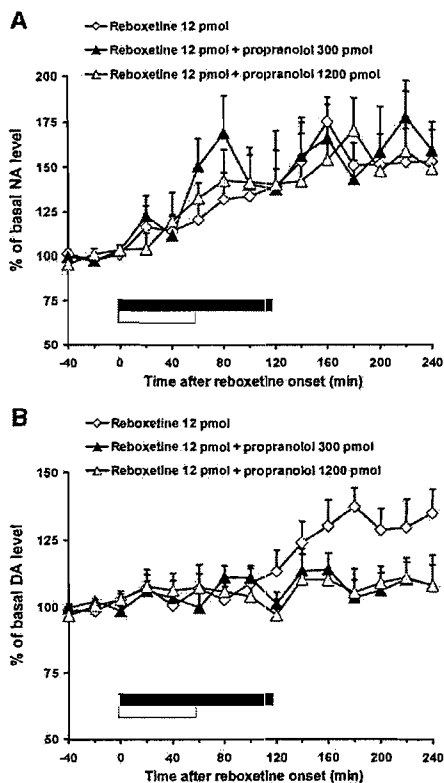 A
Reboxetine 12 pmol
Reboxetine 12 pmol + propranolol 300 pmol
Reboxetine 12 pmol + propranolol 1200 pmol
% of basal NA level
200
175
150
125
100
75
50
-40 0 40 80 120 160 200 240
Time after reboxetine onset (min)
B
Reboxetine 12 pmol
Reboxetine 12 pmol + propranolol 300 pmol
Reboxetine 12 pmol + propranolol 1200 pmol
% of basal DA level
150
125
100
75
50
-40 0 40 80 120 160 200 240
Time after reboxetine onset (min)